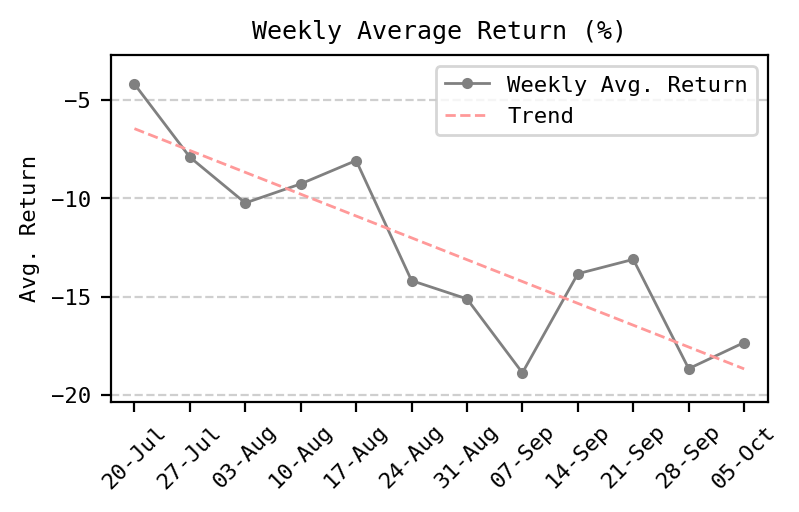 Weekly Average Return (%)
Weekly Avg. Return
Trend
Avg. Return
−5
−10
−15
−20
20-Jul
27-Jul
03-Aug
10-Aug
17-Aug
24-Aug
31-Aug
07-Sep
14-Sep
21-Sep
28-Sep
05-Oct